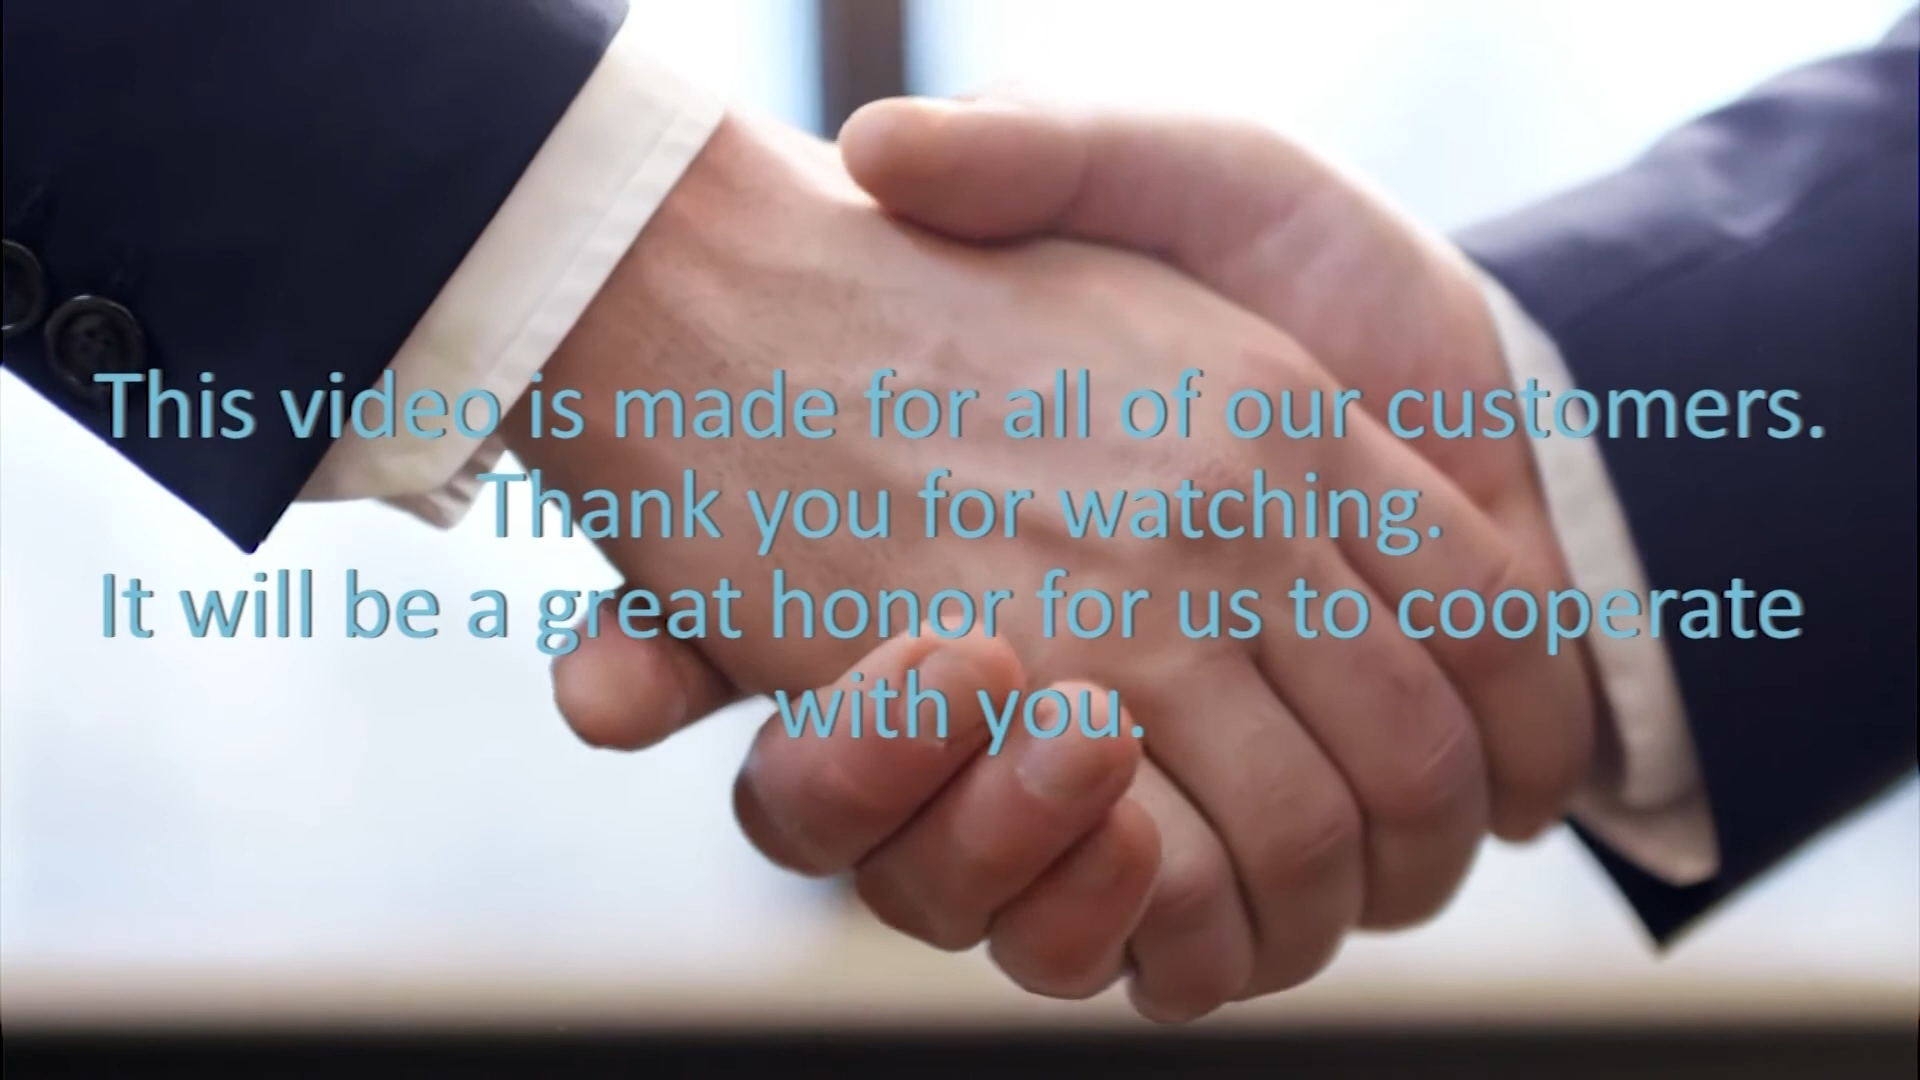 This video is made for all of our customers.
Thank you for watching.
It will be a great honor for us to cooperate
with you.